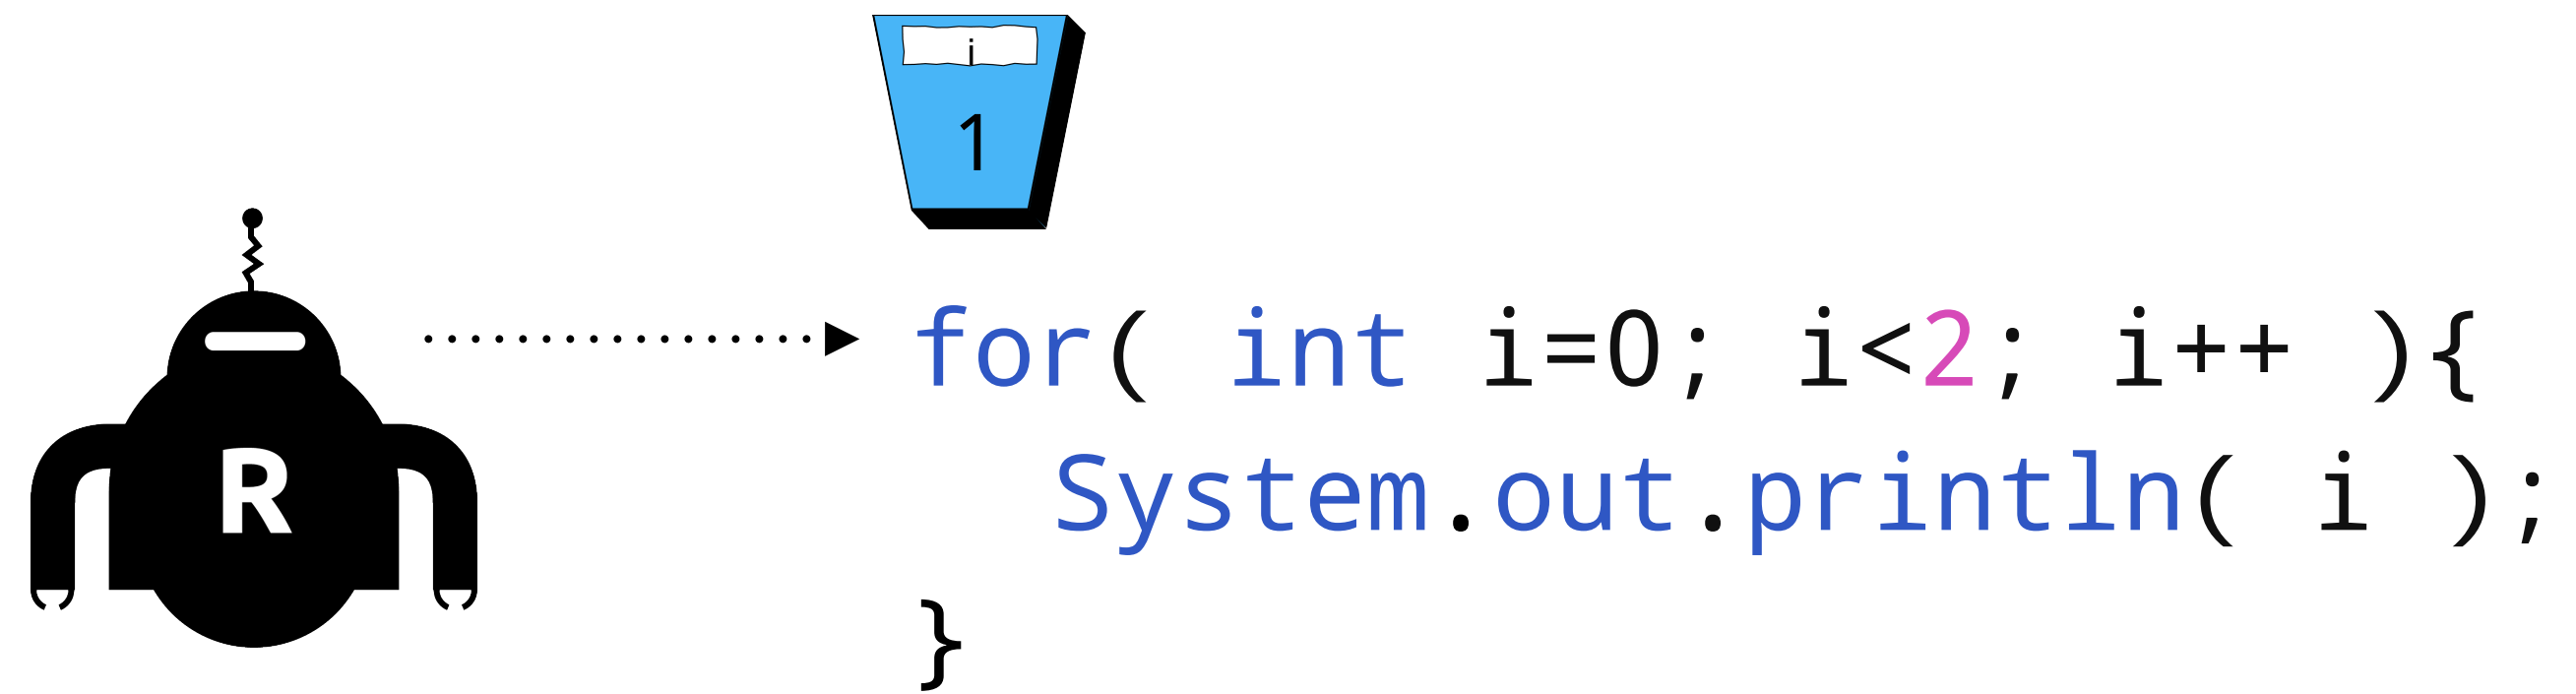 i
1
R
for( int i=0; i<2; i++ ){
System.out.println( i );
}